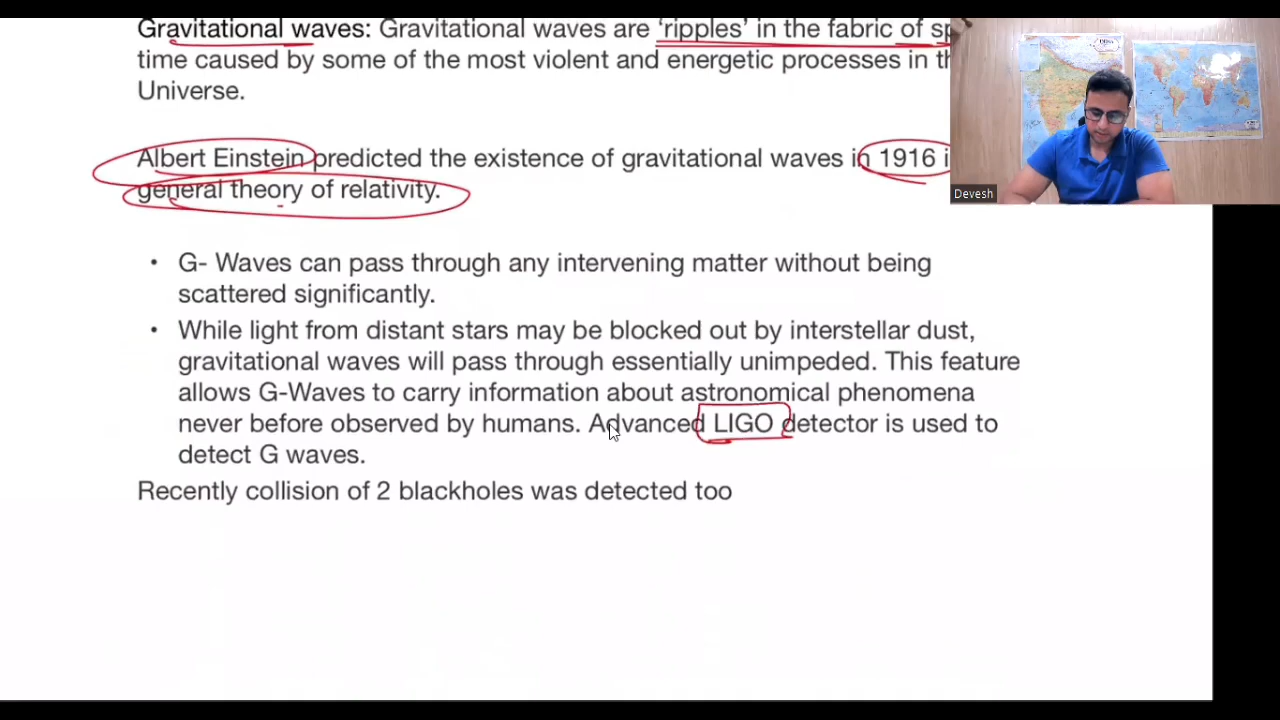 Gravitational waves: Gravitational waves are ‘ripples’ in the fabric of
time caused by some of the most violent and energetic processes in
Universe.
Albert Einstein predicted the existence of gravitational waves in 1916
general theory of relativity.
• G- Waves can pass through any intervening matter without being
scattered significantly.
• While light from distant stars may be blocked out by interstellar dust,
gravitational waves will pass through essentially unimpeded. This feature
allows G-Waves to carry information about astronomical phenomena
never before observed by humans. Advanced LIGO detector is used to
detect G waves.
Recently collision of 2 blackholes was detected too
Devesh